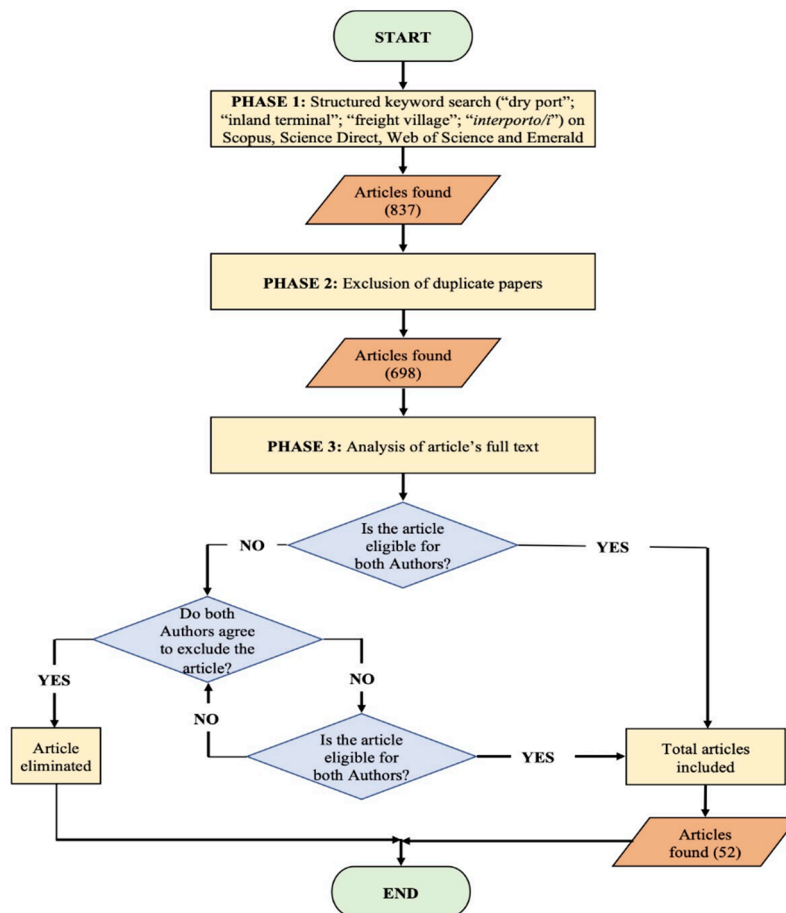 START
PHASE 1: Structured keyword search (“dry port”;
“inland terminal”; “freight village”; “interporto/i”) on
Scopus, Science Direct, Web of Science and Emerald
Articles found
(837)
PHASE 2: Exclusion of duplicate papers
Articles found
(698)
PHASE 3: Analysis of article’s full text
Is the article
eligible for
both Authors?
NO
YES
Do both
Authors agree
to exclude the
article?
YES
NO
NO
Is the article
eligible for
both Authors?
YES
Article
eliminated
Total articles
included
Articles
found (52)
END